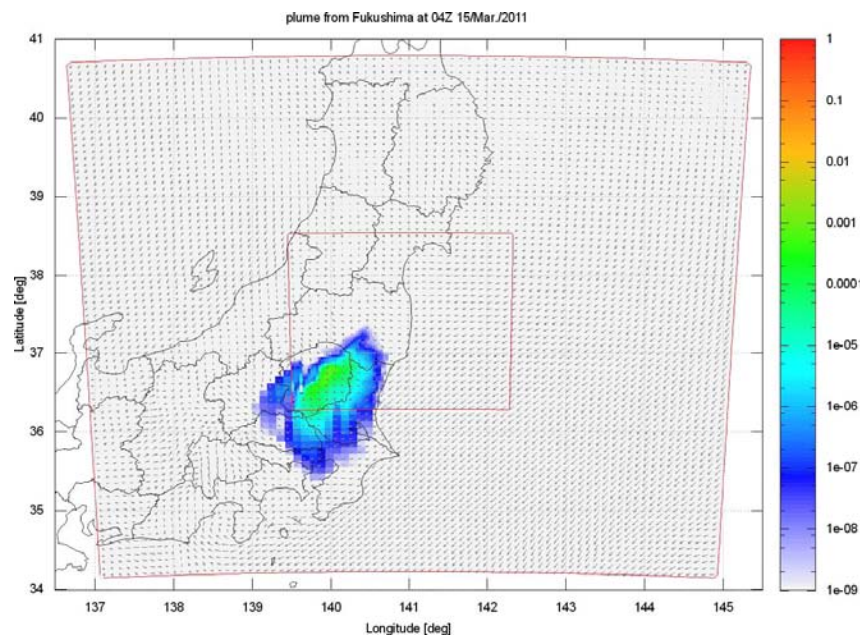 plume from Fukushima at 04Z 15/Mar./2011
41
40
39
38
37
36
35
34
Latitude [deg]
137
138
139
140
141
142
143
144
145
Longitude [deg]
1
0.1
0.01
0.001
0.0001
1e-05
1e-06
1e-07
1e-08
1e-09